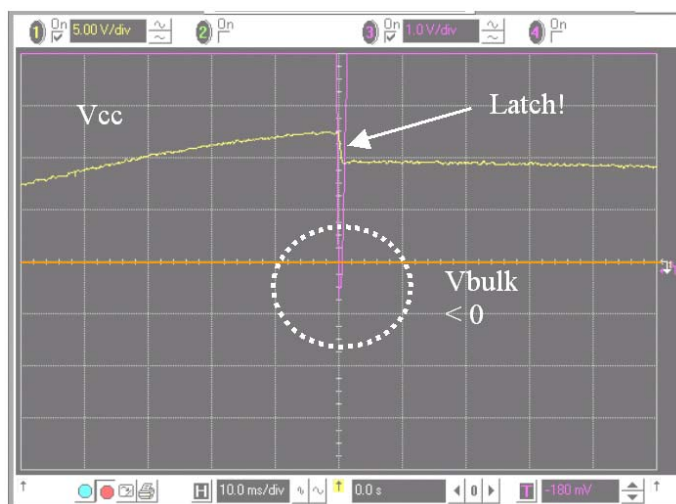 1 On 5.00 V/div 2 On 3 On 1.0 V/div 4 On
Vcc
Latch!
Vbulk
< 0
H 10.0 ms/div 0.0 s 0 T -180 mV